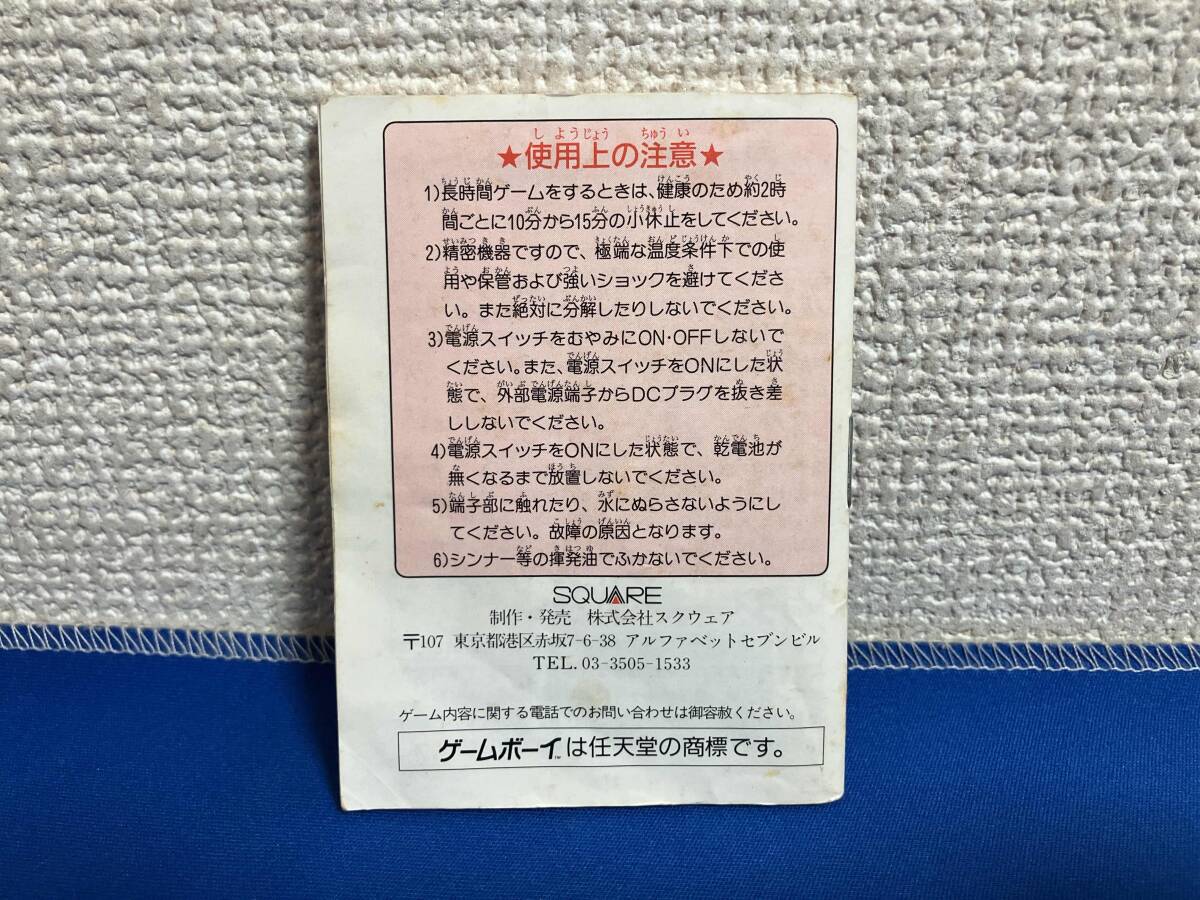 ★使用上の注意★
1)長時間ゲームをするときは、健康のため約2時
間ごとに10分から15分の小休止をしてください。
2)精密機器ですので、極端な温度条件下での使
用や保管および強いショックを避けてくださ
い。また絶対に分解したりしないでください。
3)電源スイッチをむやみにON・OFFしないで
ください。また、電源スイッチをONにした状
態で、外部電源端子からDCプラグを抜き差
ししないでください。
4)電源スイッチをONにした状態で、乾電池が
無くなるまで放置しないでください。
5)端子部に触れたり、水にぬらさないようにし
てください。故障の原因となります。
6)シンナー等の揮発油でふかないでください。
SQUARE
制作・発売 株式会社スクウェア
〒107 東京都港区赤坂7-6-38 アルファベットセブンビル
TEL. 03-3505-1533
ゲーム内容に関する電話でのお問い合わせは御容赦ください。
ゲームボーイ™は任天堂の商標です。